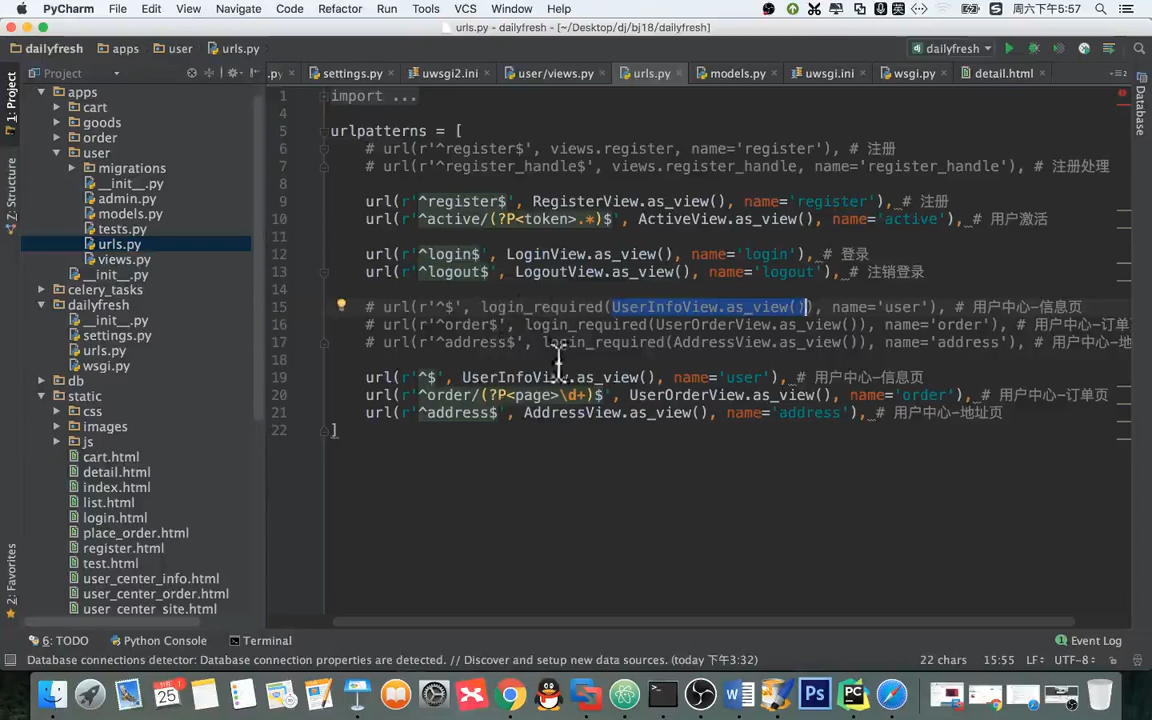 PyCharm File Edit View Navigate Code Refactor Run Tools VCS Window Help 英 周六下午5:57
urls.py - dailyfresh - [~/Desktop/dj/bj18/dailyfresh]
dailyfresh apps user urls.py dailyfresh
Project .py settings.py uwsgi2.ini user/views.py urls.py models.py uwsgi.ini wsgi.py detail.html
1: Project
Z: Structure
2: Favorites
Database
apps
cart
goods
order
user
migrations
__init__.py
admin.py
models.py
tests.py
urls.py
views.py
__init__.py
celery_tasks
dailyfresh
__init__.py
settings.py
urls.py
wsgi.py
db
static
css
images
js
cart.html
detail.html
index.html
list.html
login.html
place_order.html
register.html
test.html
user_center_info.html
user_center_order.html
user_center_site.html
1 import ...
4
5 urlpatterns = [
6 # url(r'^register$', views.register, name='register'), # 注册
7 # url(r'^register_handle$', views.register_handle, name='register_handle'), # 注册处理
8
9 url(r'^register$', RegisterView.as_view(), name='register'), # 注册
10 url(r'^active/(?P<token>.*)$', ActiveView.as_view(), name='active'), # 用户激活
11
12 url(r'^login$', LoginView.as_view(), name='login'), # 登录
13 url(r'^logout$', LogoutView.as_view(), name='logout'), # 注销登录
14
15 # url(r'^$', login_required(UserInfoView.as_view()), name='user'), # 用户中心-信息页
16 # url(r'^order$', login_required(UserOrderView.as_view()), name='order'), # 用户中心-订单
17 # url(r'^address$', login_required(AddressView.as_view()), name='address'), # 用户中心-地
18
19 url(r'^$', UserInfoView.as_view(), name='user'), # 用户中心-信息页
20 url(r'^order/(?P<page>\d+)$', UserOrderView.as_view(), name='order'), # 用户中心-订单页
21 url(r'^address$', AddressView.as_view(), name='address'), # 用户中心-地址页
22 ]
6: TODO Python Console Terminal Event Log
Database connections detector: Database connection properties are detected. // Discover and setup new data sources. (today 下午3:32) 22 chars 15:55 LF÷ UTF-8÷